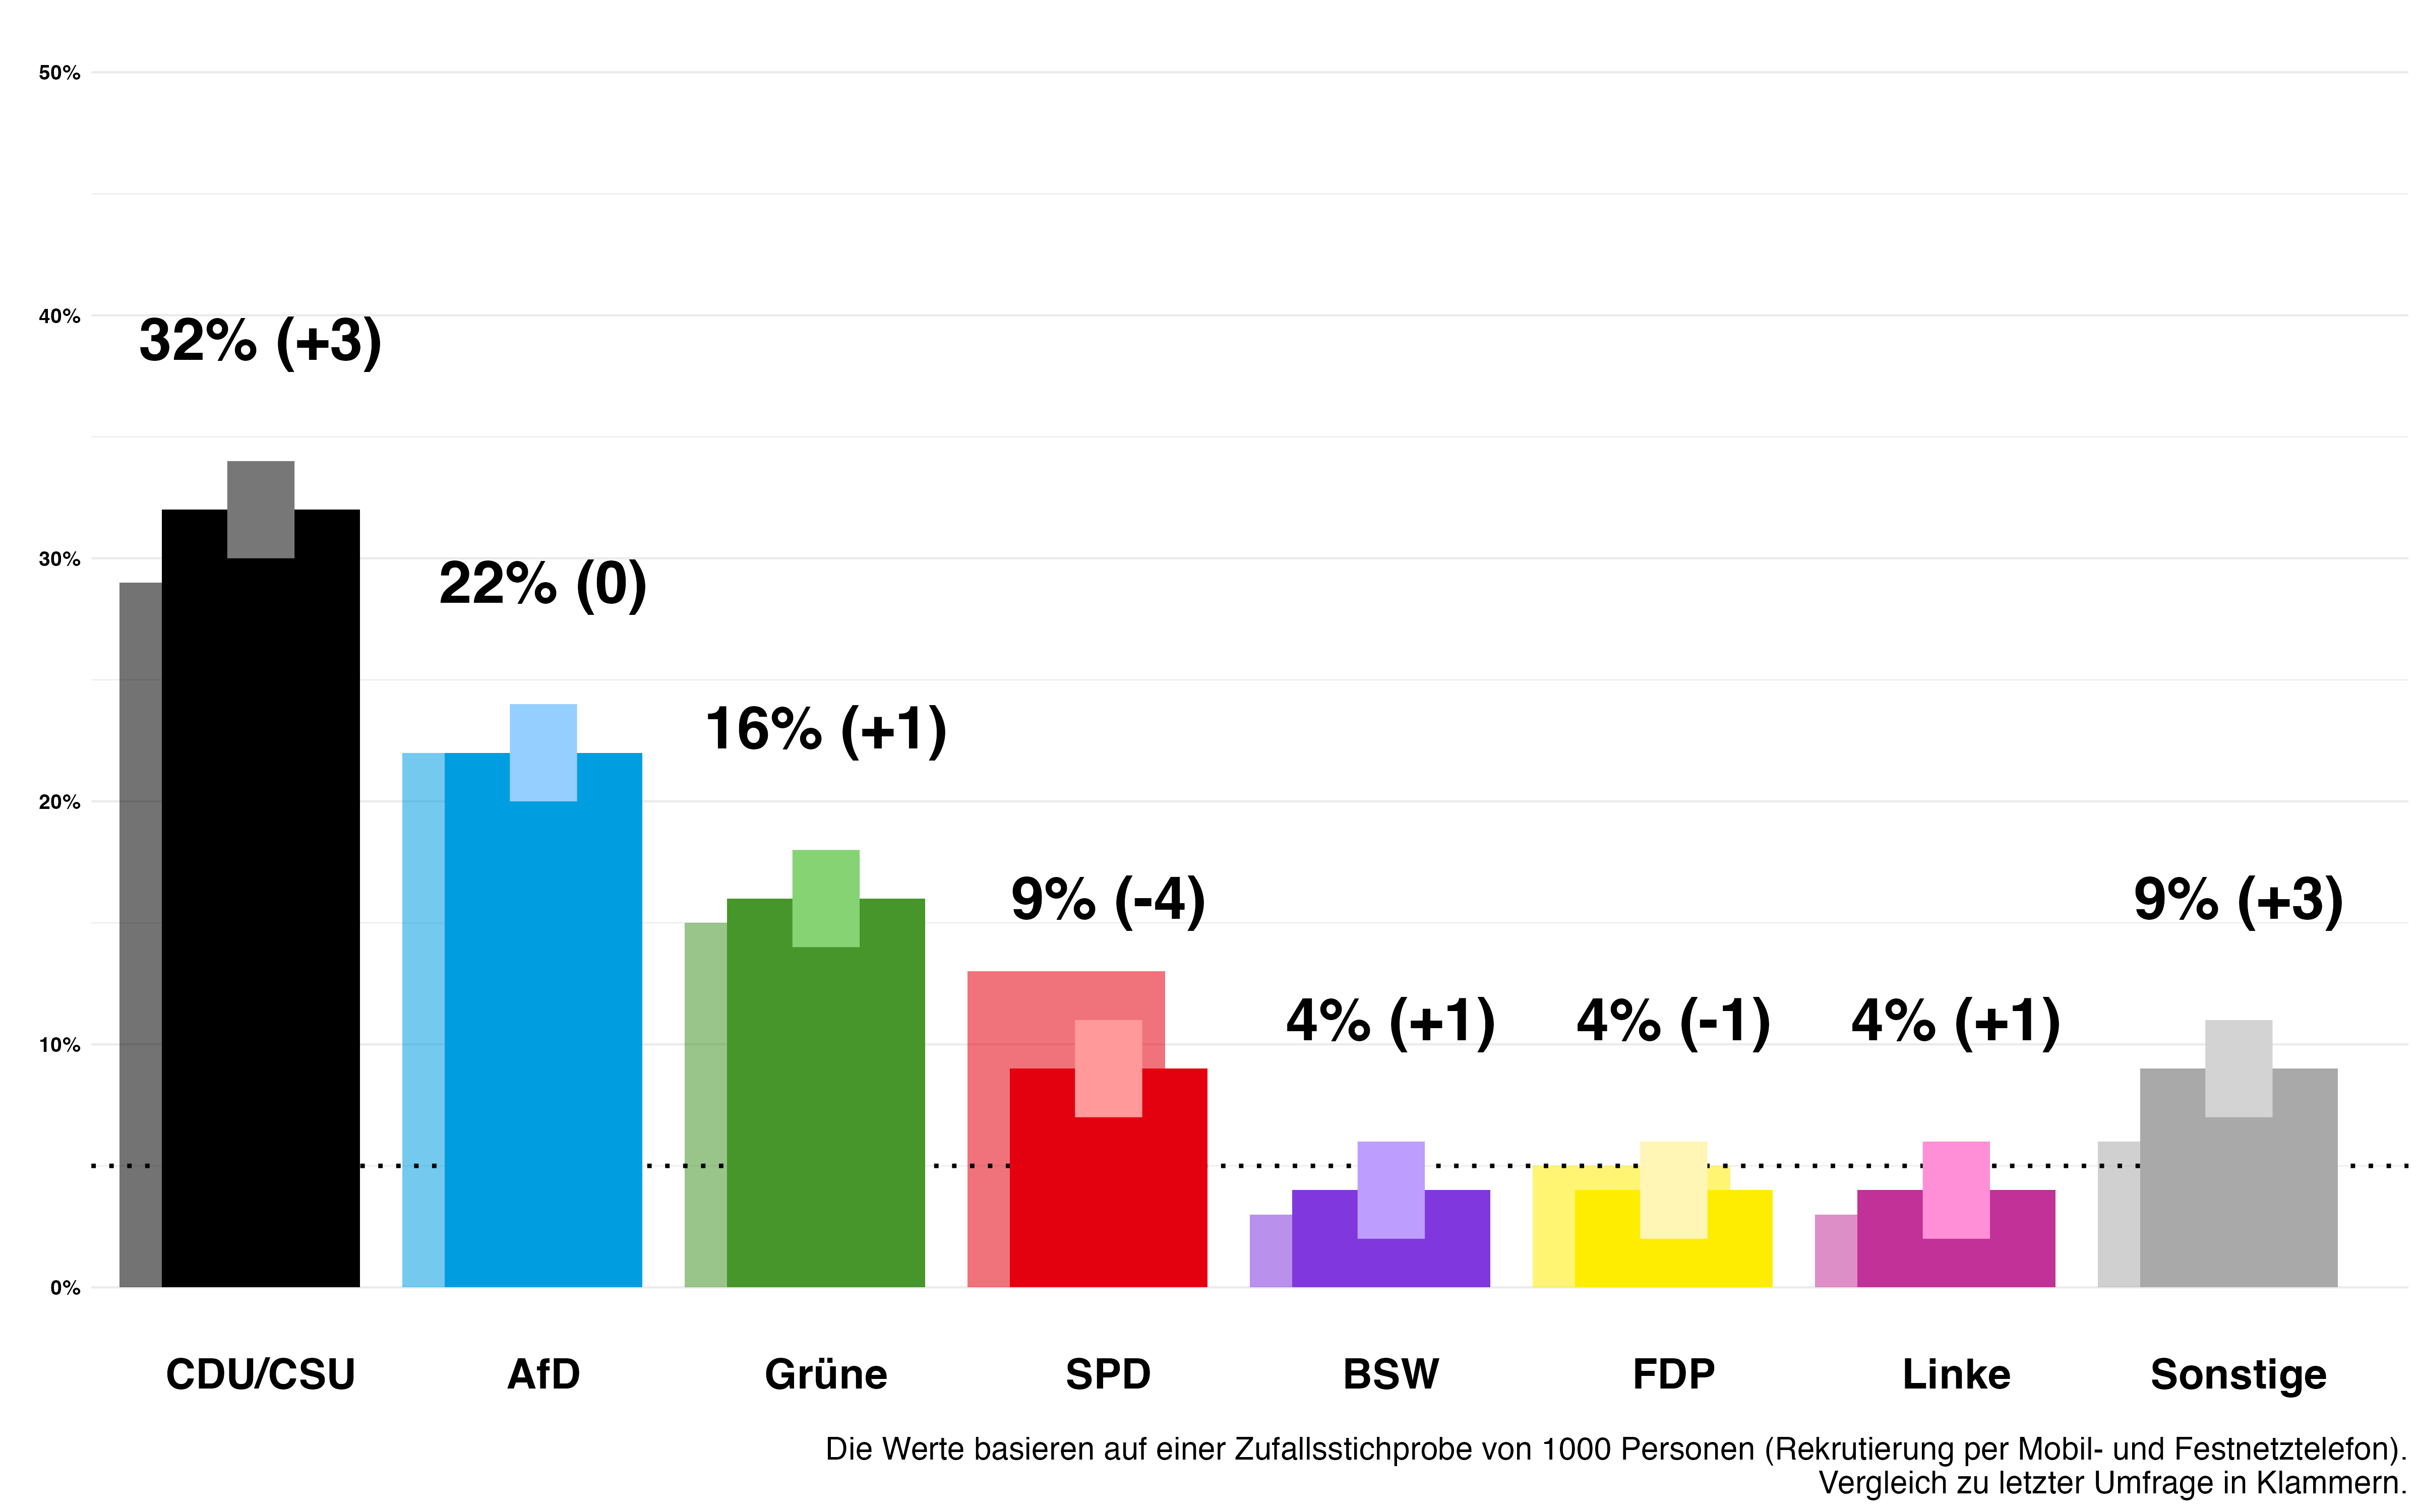 50%
40%
30%
20%
10%
0%
32% (+3)
22% (0)
16% (+1)
9% (-4)
4% (+1)
4% (-1)
4% (+1)
9% (+3)
CDU/CSU
AfD
Grüne
SPD
BSW
FDP
Linke
Sonstige
Die Werte basieren auf einer Zufallsstichprobe von 1000 Personen (Rekrutierung per Mobil- und Festnetztelefon).
Vergleich zu letzter Umfrage in Klammern.